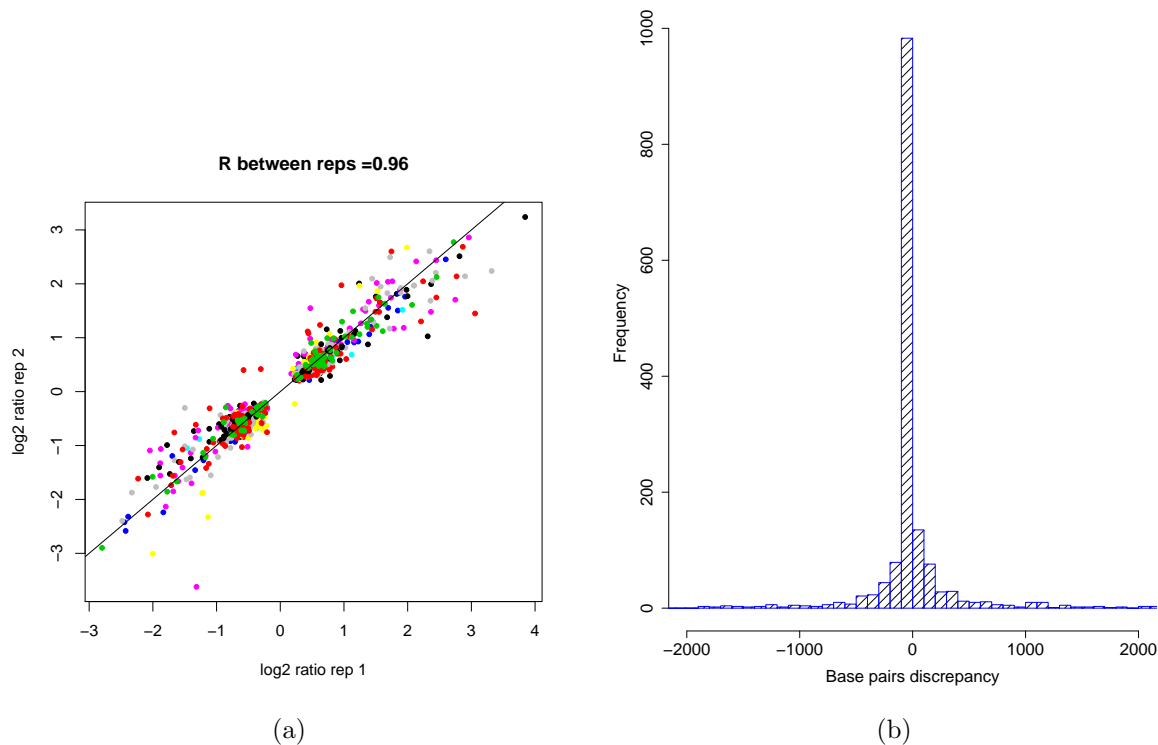 R between reps =0.96
3
2
1
0
−1
−2
−3
log2 ratio rep 2
−3 −2 −1 0 1 2 3 4
log2 ratio rep 1
(a)
1000
800
600
400
200
0
Frequency
−2000 −1000 0 1000 2000
Base pairs discrepancy
(b)